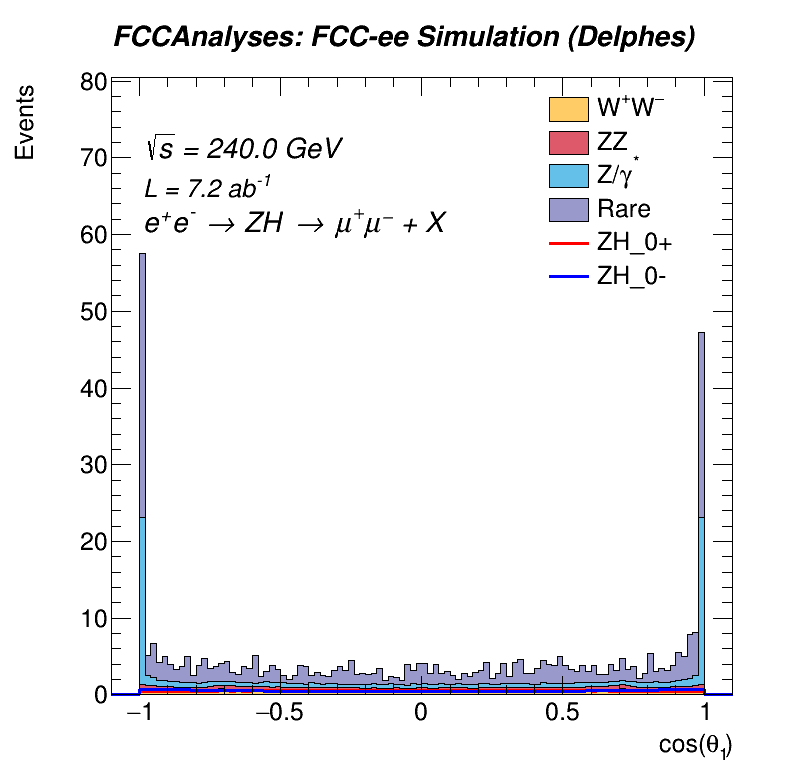 FCCAnalyses: FCC-ee Simulation (Delphes)
Events
80
70
60
50
40
30
20
10
0
√s = 240.0 GeV
L = 7.2 ab⁻¹
e⁺e⁻ → ZH → μ⁺μ⁻ + X
W⁺W⁻
ZZ
Z/γ*
Rare
ZH_0+
ZH_0-
−1
−0.5
0
0.5
1
cos(θ₁)